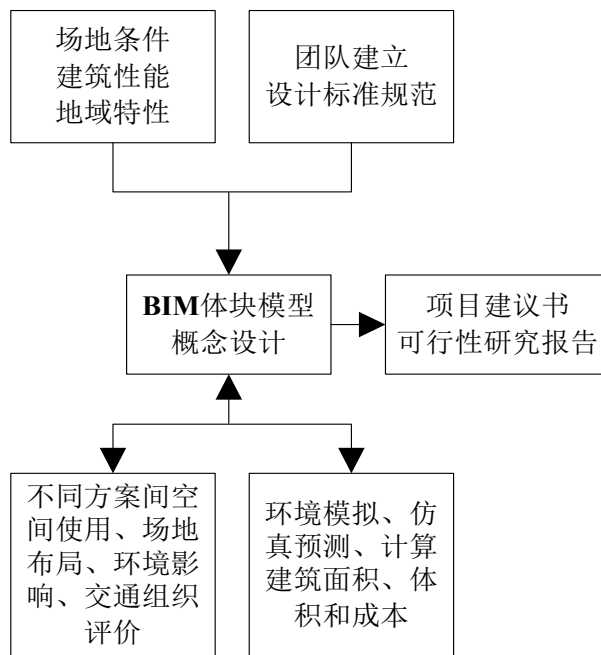 场地条件
建筑性能
地域特性
团队建立
设计标准规范
BIM体块模型
概念设计
项目建议书
可行性研究报告
不同方案间空
间使用、场地
布局、环境影
响、交通组织
评价
环境模拟、仿
真预测、计算
建筑面积、体
积和成本